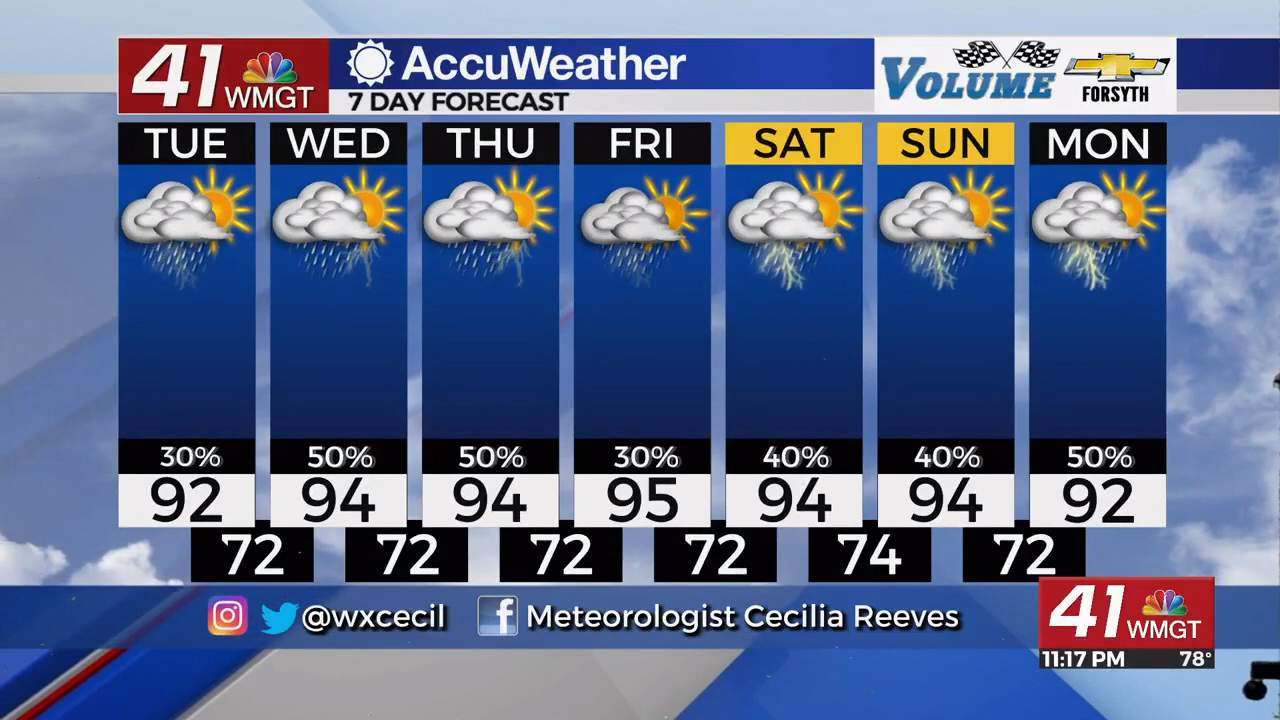 41 WMGT
AccuWeather
7 DAY FORECAST
VOLUME
FORSYTH
TUE WED THU FRI SAT SUN MON
30% 50% 50% 30% 40% 40% 50%
92 94 94 95 94 94 92
72 72 72 72 74 72
@wxcecil
Meteorologist Cecilia Reeves
41 WMGT
11:17 PM 78°